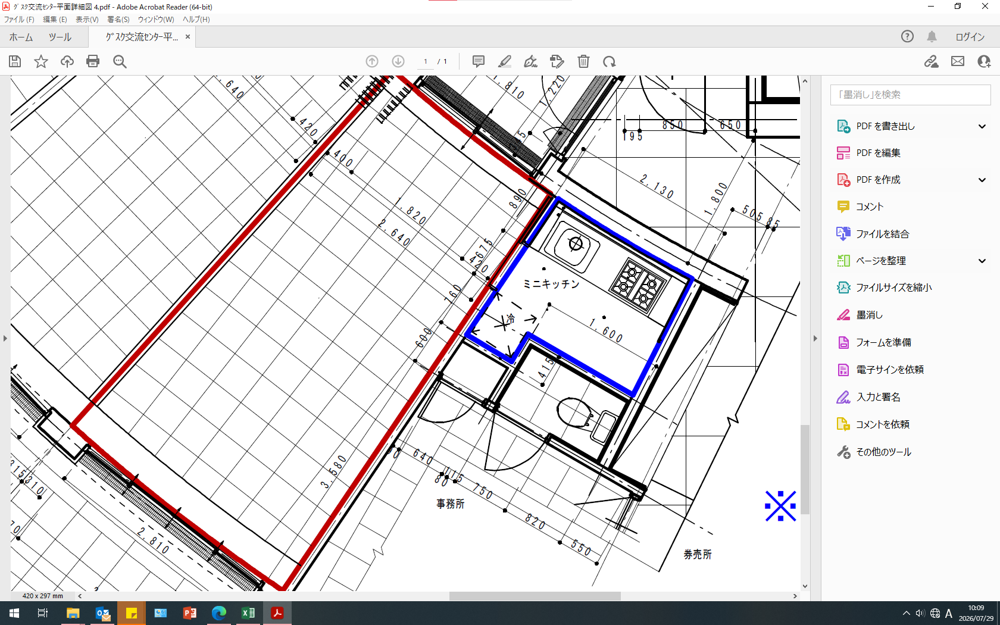 ｸﾞｽｸ交流ｾﾝﾀｰ平面詳細図 4.pdf - Adobe Acrobat Reader (64-bit)
ファイル(F) 編集(E) 表示(V) 署名(S) ウィンドウ(W) ヘルプ(H)
ホーム ツール ｸﾞｽｸ交流ｾﾝﾀｰ平... × ログイン
1 / 1
「墨消し」を検索
PDF を書き出し
PDF を編集
PDF を作成
コメント
ファイルを結合
ページを整理
ファイルサイズを縮小
墨消し
フォームを準備
電子サインを依頼
入力と署名
コメントを依頼
その他のツール
1,810
1,220
420
400
850
650
195
2,130
1,800
505
85
890
1,820
2,640
675
420
760
600
ミニキッチン
冷
1,600
415
3,580
640
115
80
750
820
550
事務所
券売所
310
2,810
※
420 x 297 mm
A
10:09
2026/07/29